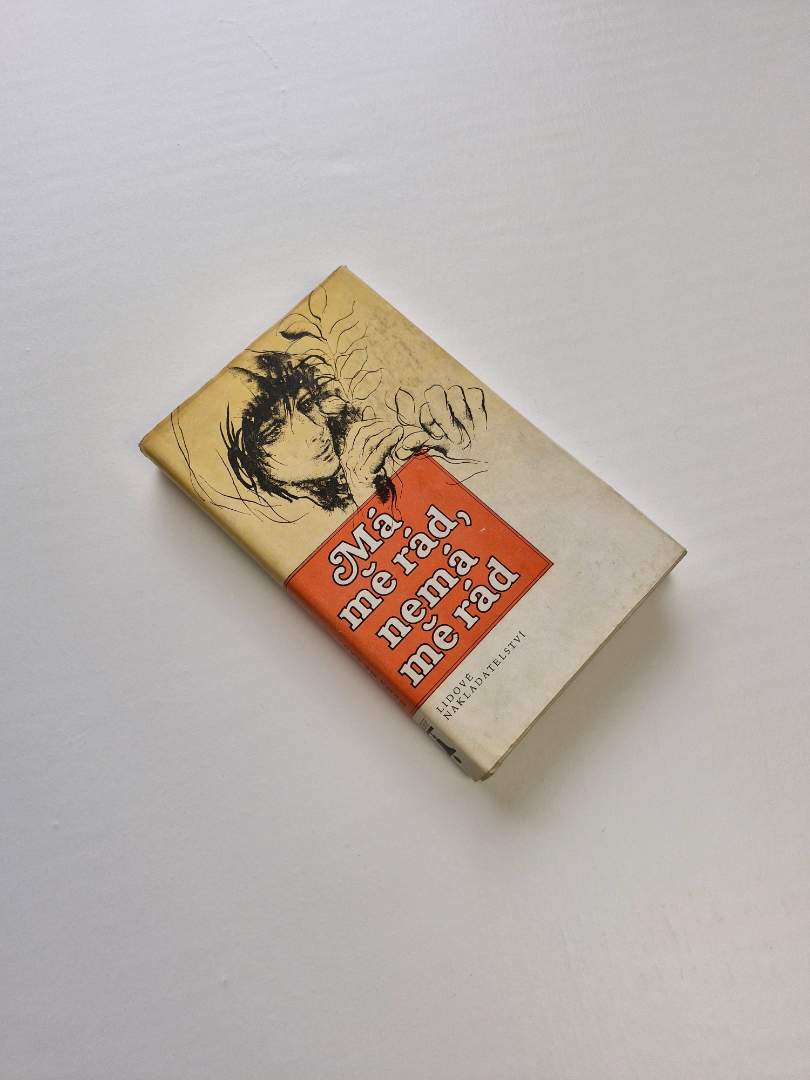 Má
mě rád,
nemá
mě rád
LIDOVÉ
NAKLADATELSTVÍ